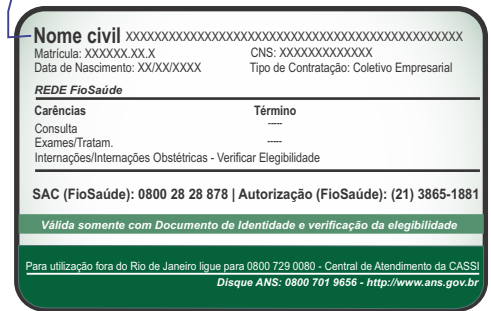 Nome civil XXXXXXXXXXXXXXXXXXXXXXXXXXXXXXXXXXXXXXXXXXXXXXX
Matrícula: XXXXXX.XX.X CNS: XXXXXXXXXXXXX
Data de Nascimento: XX/XX/XXXX Tipo de Contratação: Coletivo Empresarial
REDE FioSaúde
Carências Término
Consulta -----
Exames/Tratam. -----
Internações/Internações Obstétricas - Verificar Elegibilidade
SAC (FioSaúde): 0800 28 28 878 | Autorização (FioSaúde): (21) 3865-1881
Válida somente com Documento de Identidade e verificação da elegibilidade
Para utilização fora do Rio de Janeiro ligue para 0800 729 0080 - Central de Atendimento da CASSI
Disque ANS: 0800 701 9656 - http://www.ans.gov.br